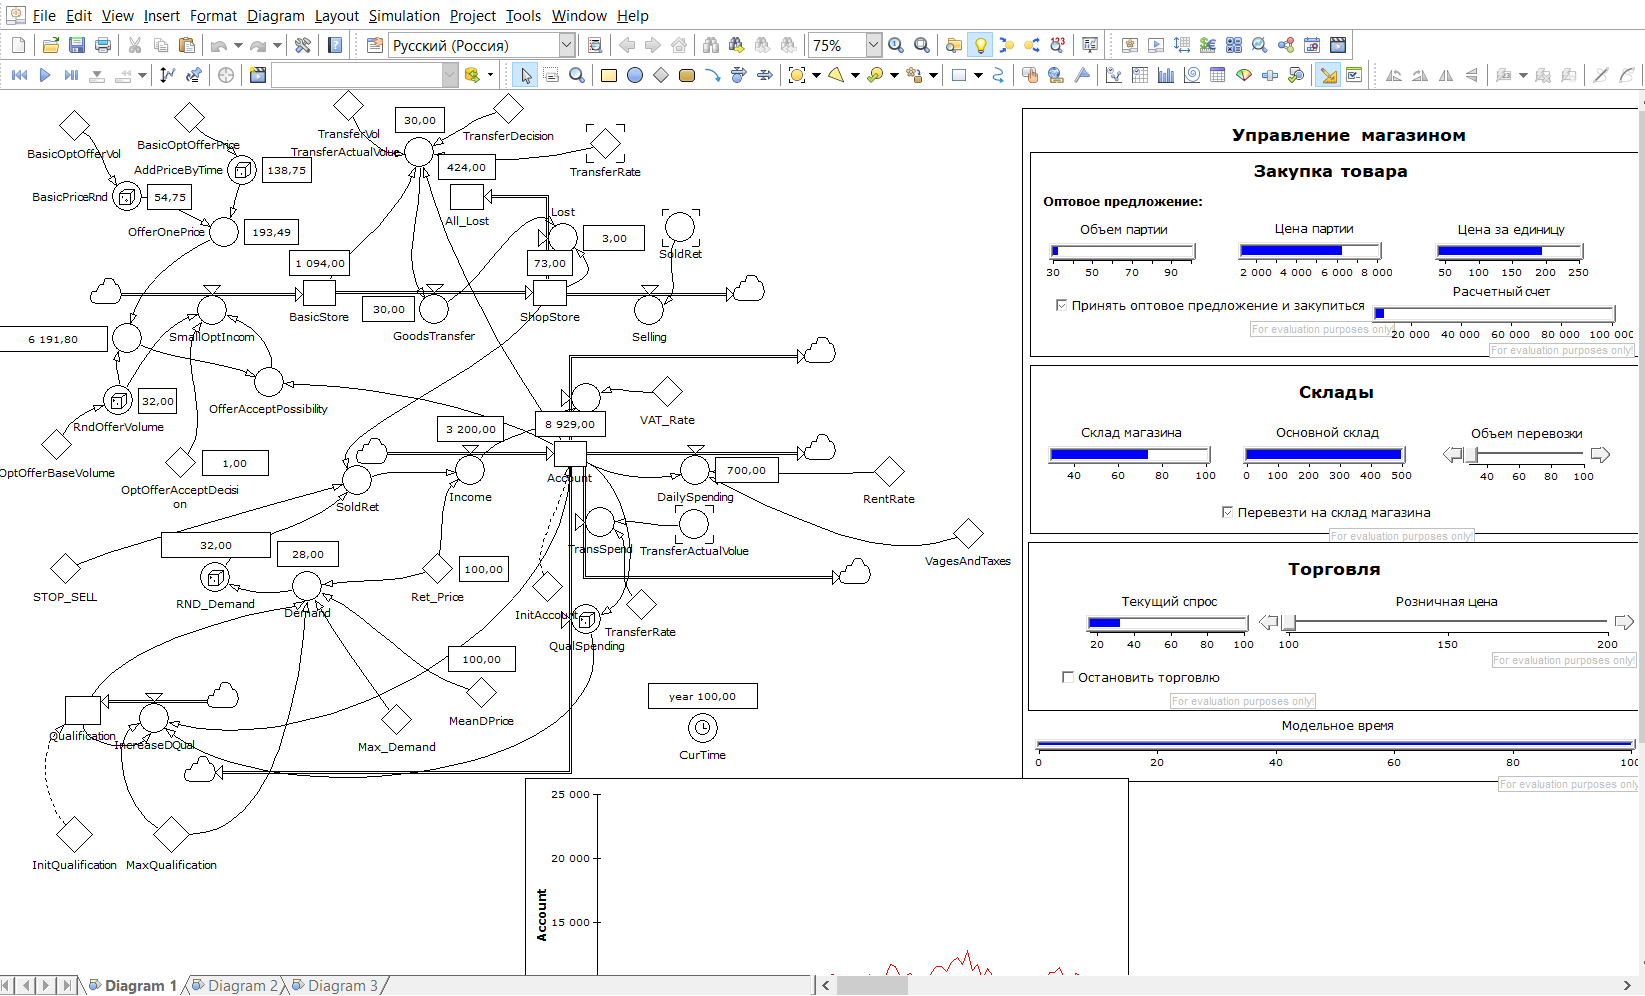 File Edit View Insert Format Diagram Layout Simulation Project Tools Window Help
Русский (Россия)
75%
123
TransferVol
30,00
TransferDecision
BasicOptOfferVol
BasicOptOfferPrice
TransferActualValue
AddPriceByTime
138,75
424,00
TransferRate
BasicPriceRnd
54,75
All_Lost
Lost
OfferOnePrice
193,49
3,00
SoldRet
1 094,00
73,00
BasicStore
30,00
ShopStore
6 191,80
SmallOptIncom
GoodsTransfer
Selling
32,00
OfferAcceptPossibility
VAT_Rate
RndOfferVolume
3 200,00
8 929,00
OptOfferBaseVolume
1,00
OptOfferAcceptDecisi
on
SoldRet
Income
Account
DailySpending
700,00
RentRate
32,00
28,00
TransSpend
TransferActualValue
VagesAndTaxes
STOP_SELL
RND_Demand
Demand
Ret_Price
100,00
InitAccount
TransferRate
QualSpending
100,00
year 100,00
Qualification
IncreaseDQual
Max_Demand
MeanDPrice
CurTime
InitQualification
MaxQualification
Управление магазином
Закупка товара
Оптовое предложение:
Объем партии
Цена партии
Цена за единицу
30 50 70 90
2 000 4 000 6 000 8 000
50 100 150 200 250
Расчетный счет
Принять оптовое предложение и закупиться
For evaluation purposes only!
20 000 40 000 60 000 80 000 100 000
For evaluation purposes only!
Склады
Склад магазина
Основной склад
Объем перевозки
40 60 80 100
0 100 200 300 400 500
40 60 80 100
Перевезти на склад магазина
For evaluation purposes only!
Торговля
Текущий спрос
Розничная цена
20 40 60 80 100
100 150 200
For evaluation purposes only!
Остановить торговлю
For evaluation purposes only!
Модельное время
0 20 40 60 80 100
For evaluation purposes only!
25 000
20 000
15 000
Account
Diagram 1 Diagram 2 Diagram 3